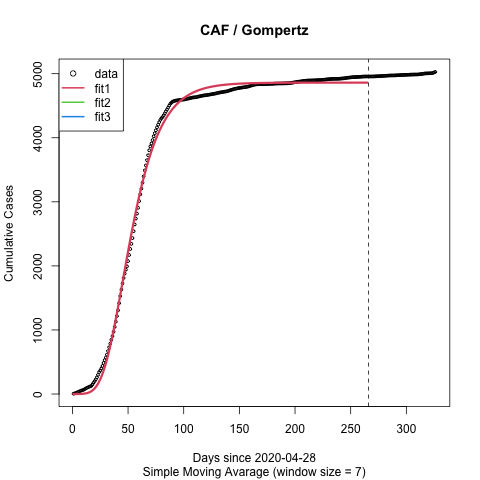 CAF / Gompertz
data
fit1
fit2
fit3
Cumulative Cases
0
1000
2000
3000
4000
5000
0 50 100 150 200 250 300
Days since 2020-04-28
Simple Moving Avarage (window size = 7)